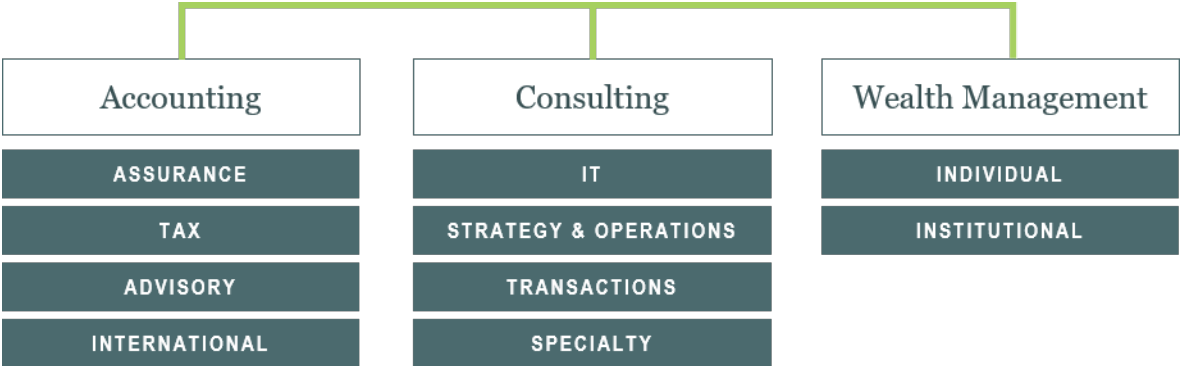 Accounting
ASSURANCE
TAX
ADVISORY
INTERNATIONAL
Consulting
IT
STRATEGY & OPERATIONS
TRANSACTIONS
SPECIALTY
Wealth Management
INDIVIDUAL
INSTITUTIONAL